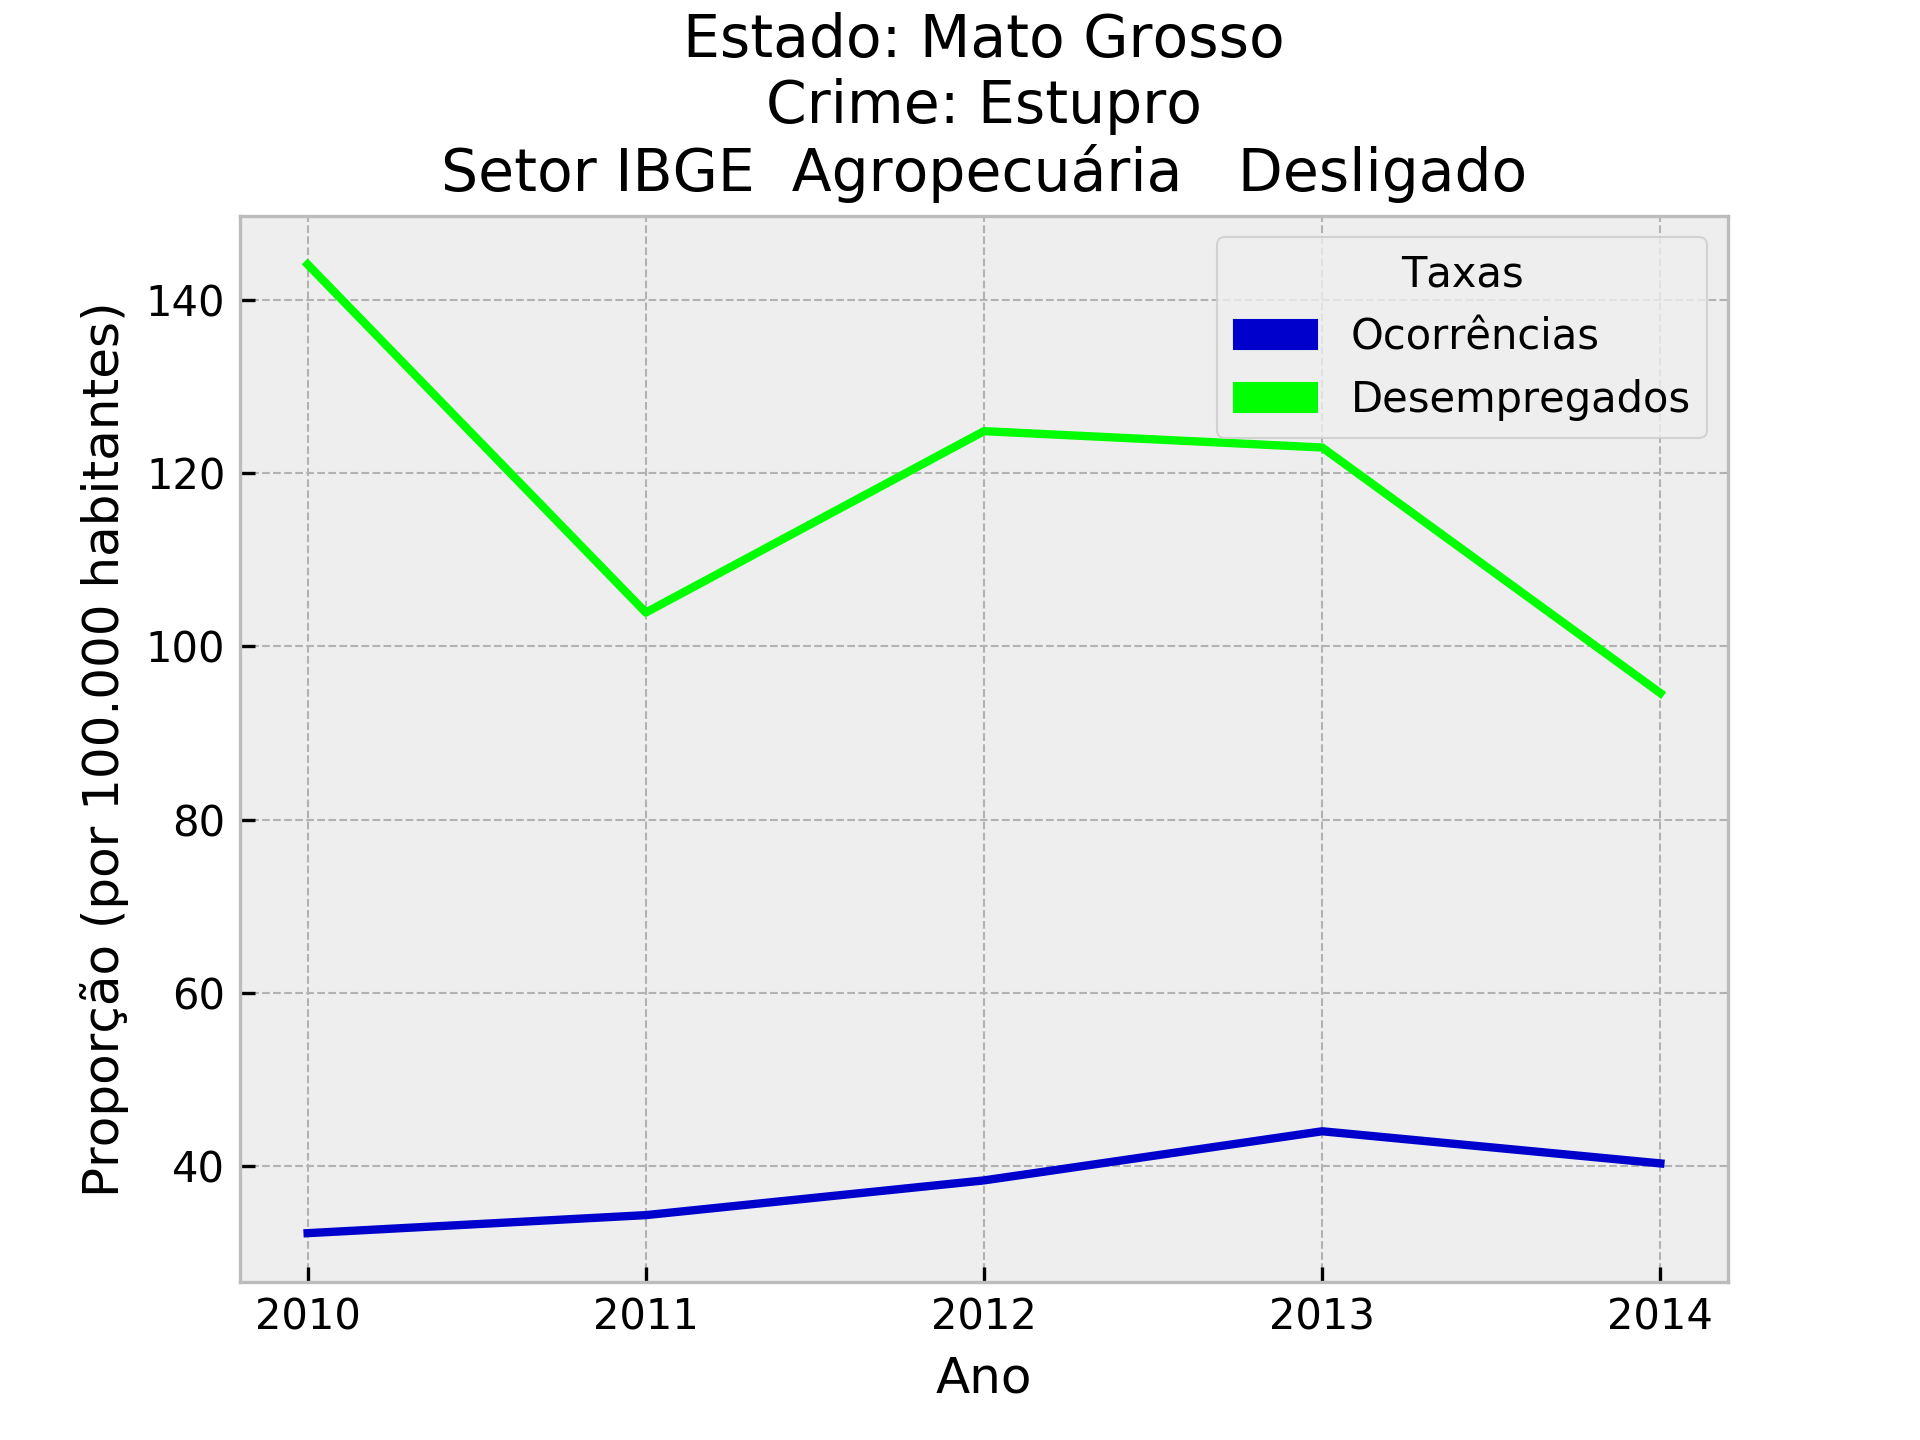 Estado: Mato Grosso
Crime: Estupro
Setor IBGE  Agropecuária   Desligado
Taxas
Ocorrências
Desempregados
Proporção (por 100.000 habitantes)
140
120
100
80
60
40
2010 2011 2012 2013 2014
Ano